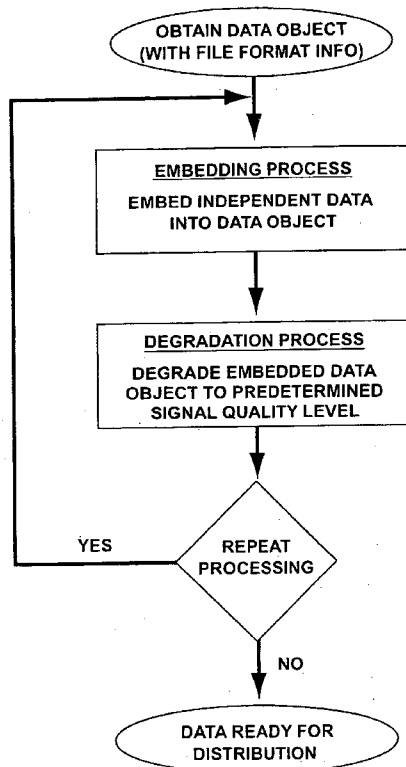 OBTAIN DATA OBJECT
(WITH FILE FORMAT INFO)
EMBEDDING PROCESS
EMBED INDEPENDENT DATA
INTO DATA OBJECT
DEGRADATION PROCESS
DEGRADE EMBEDDED DATA
OBJECT TO PREDETERMINED
SIGNAL QUALITY LEVEL
YES
REPEAT
PROCESSING
NO
DATA READY FOR
DISTRIBUTION